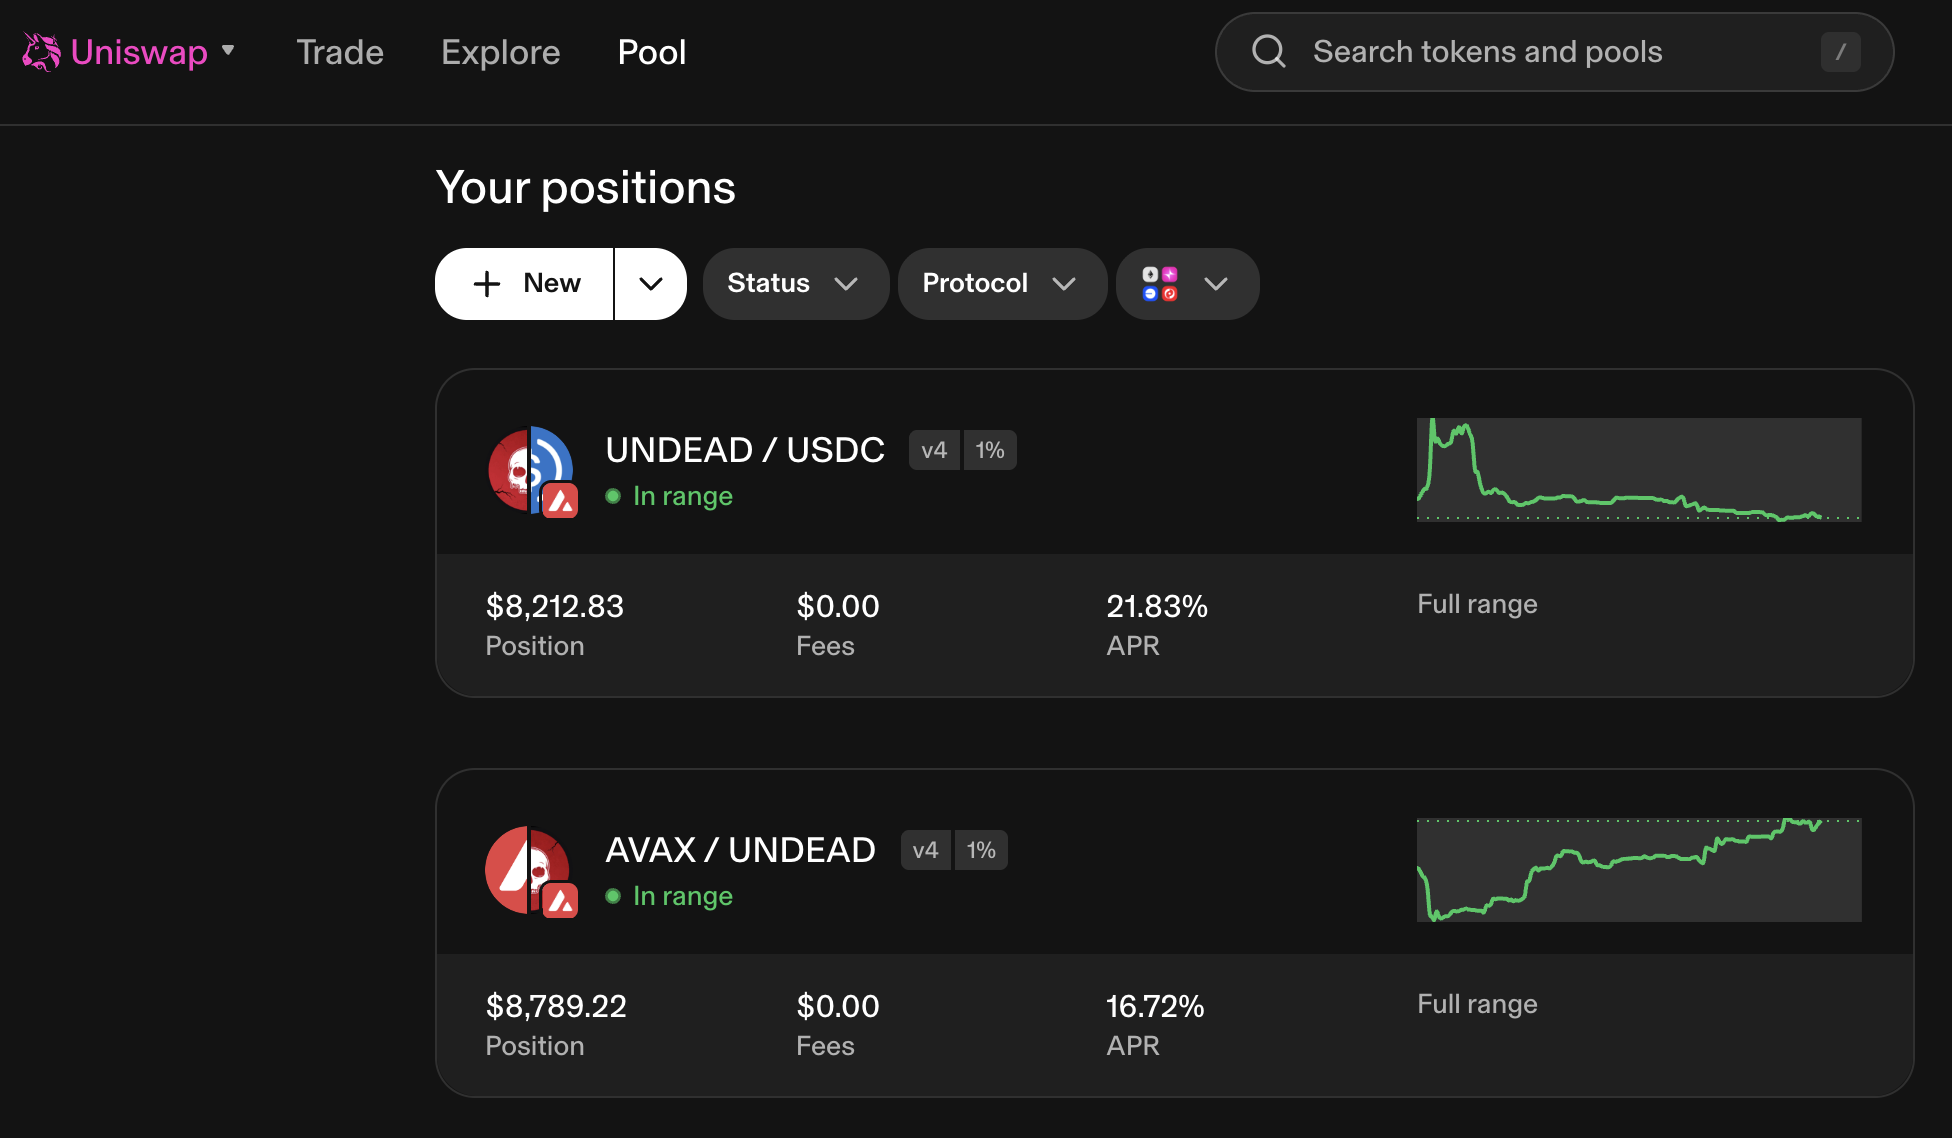 Uniswap Trade Explore Pool Search tokens and pools /
Your positions
+ New Status Protocol
UNDEAD / USDC v4 1%
In range
$8,212.83 $0.00 21.83% Full range
Position Fees APR
AVAX / UNDEAD v4 1%
In range
$8,789.22 $0.00 16.72% Full range
Position Fees APR